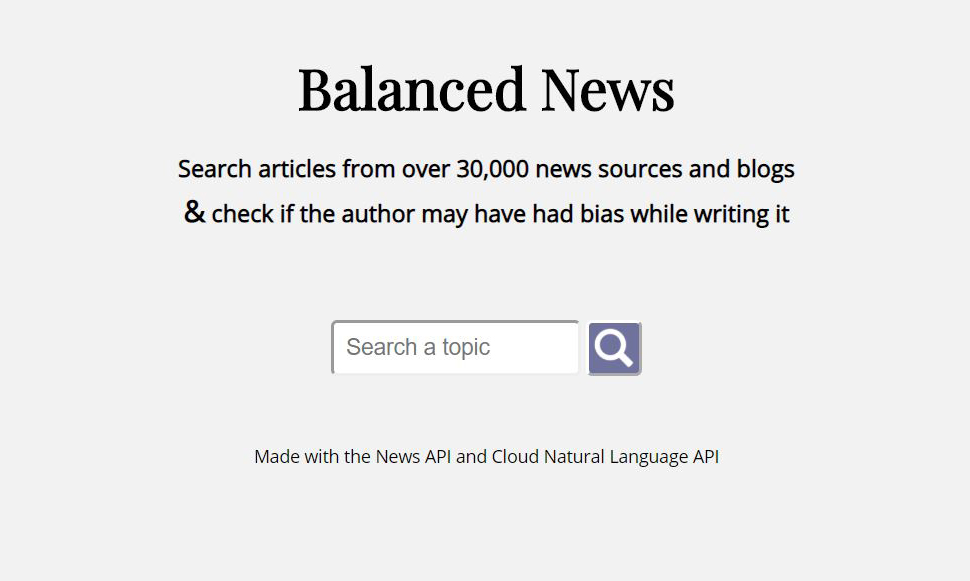 Balanced News
Search articles from over 30,000 news sources and blogs
& check if the author may have had bias while writing it
Search a topic
Made with the News API and Cloud Natural Language API